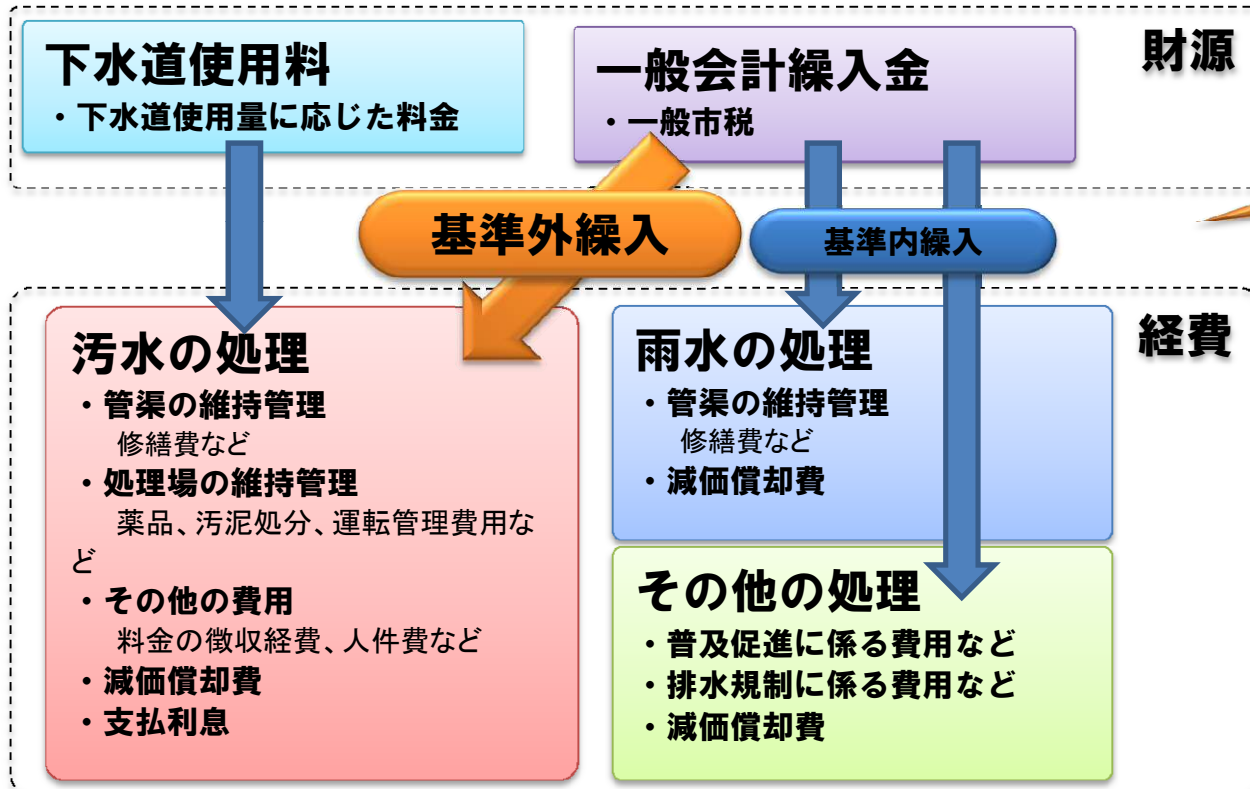 財源
下水道使用料
・下水道使用量に応じた料金
一般会計繰入金
・一般市税
基準外繰入
基準内繰入
経費
汚水の処理
・管渠の維持管理
修繕費など
・処理場の維持管理
薬品、汚泥処分、運転管理費用な
ど
・その他の費用
料金の徴収経費、人件費など
・減価償却費
・支払利息
雨水の処理
・管渠の維持管理
修繕費など
・減価償却費
その他の処理
・普及促進に係る費用など
・排水規制に係る費用など
・減価償却費